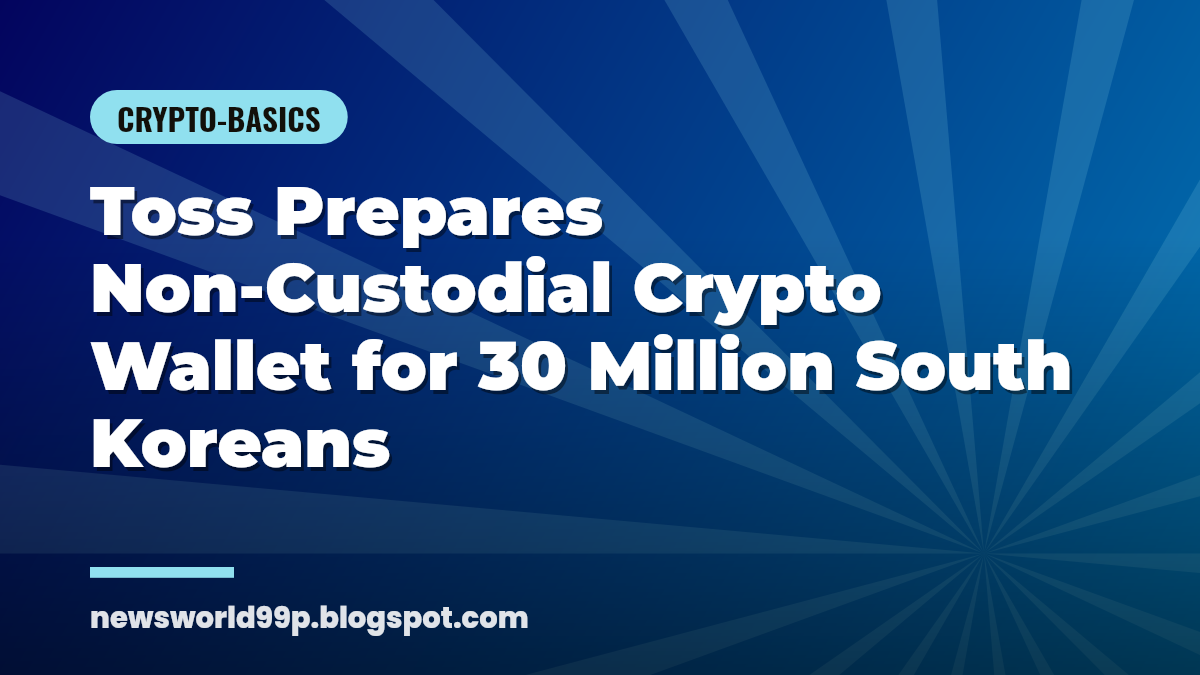 CRYPTO-BASICS
Toss Prepares
Non-Custodial Crypto
Wallet for 30 Million South
Koreans
newsworld99p.blogspot.com